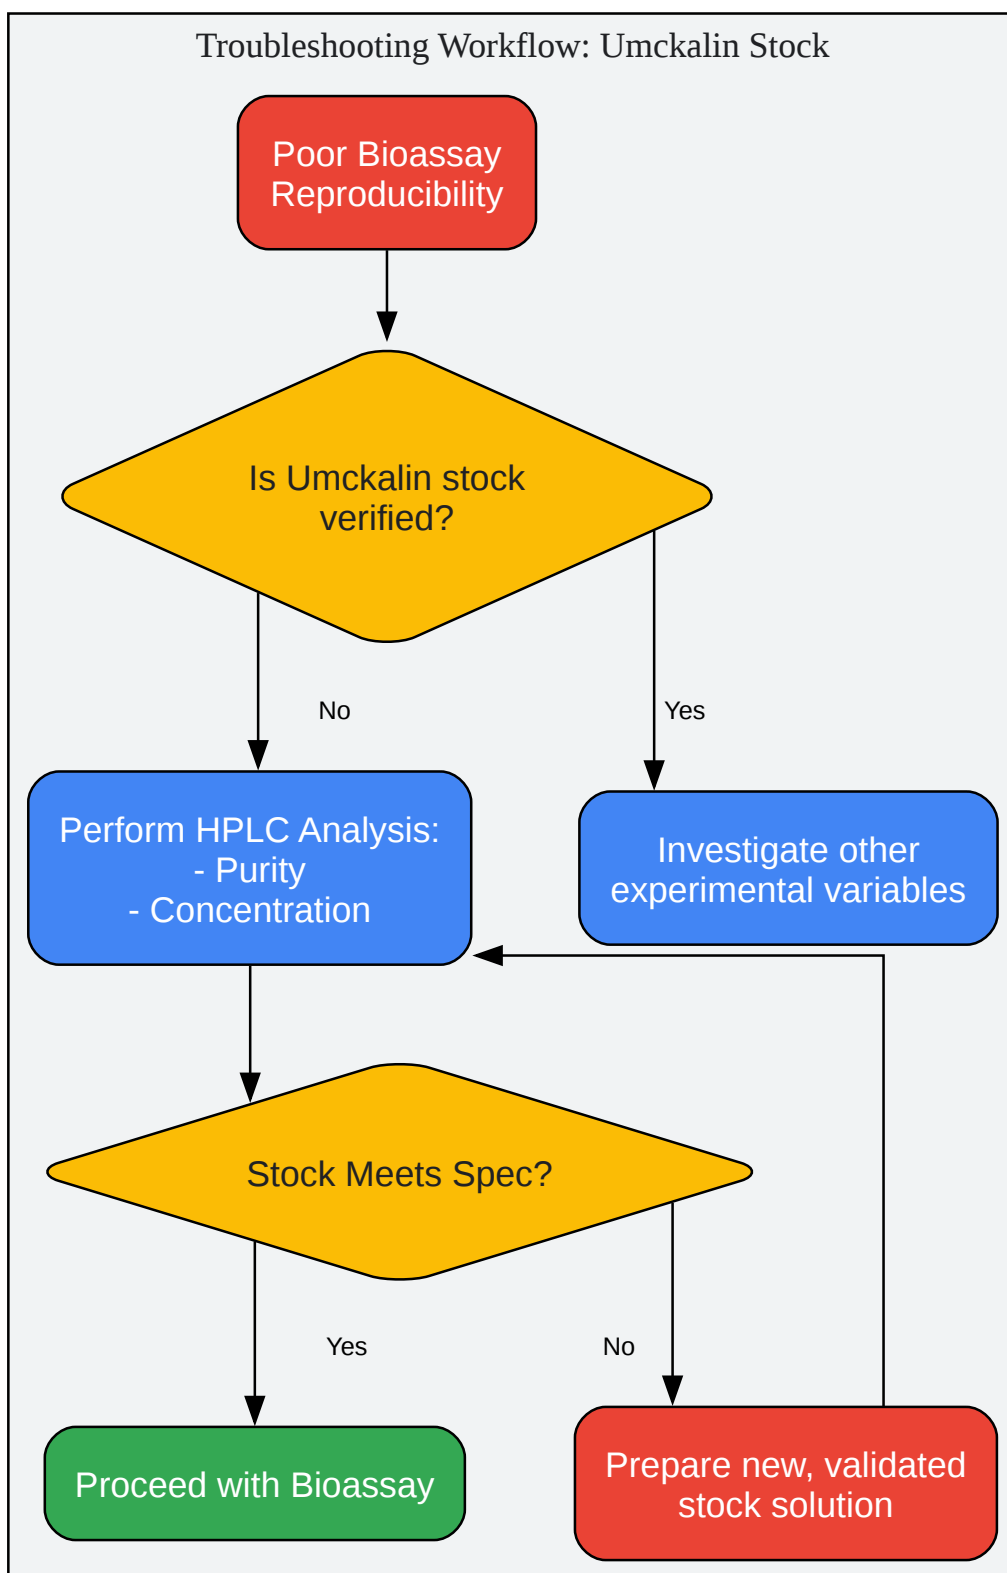 Troubleshooting Workflow: Umckalin Stock
Poor Bioassay
Reproducibility
Is Umckalin stock
verified?
No
Yes
Perform HPLC Analysis:
- Purity
- Concentration
Investigate other
experimental variables
Stock Meets Spec?
Yes
No
Proceed with Bioassay
Prepare new, validated
stock solution